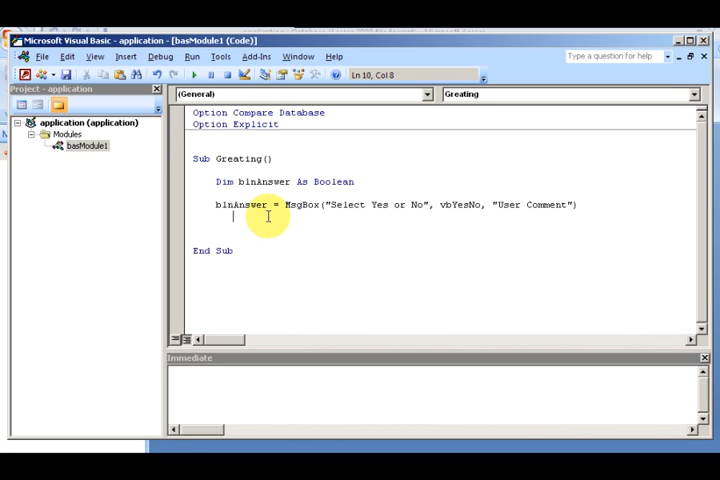 Microsoft Visual Basic - application - [basModule1 (Code)]
File Edit View Insert Debug Run Tools Add-Ins Window Help
Type a question for help
Ln 10, Col 8
Project - application
(General)
Greating
application (application)
Modules
basModule1
Option Compare Database
Option Explicit
Sub Greating()
Dim blnAnswer As Boolean
blnAnswer = MsgBox("Select Yes or No", vbYesNo, "User Comment")
End Sub
Immediate